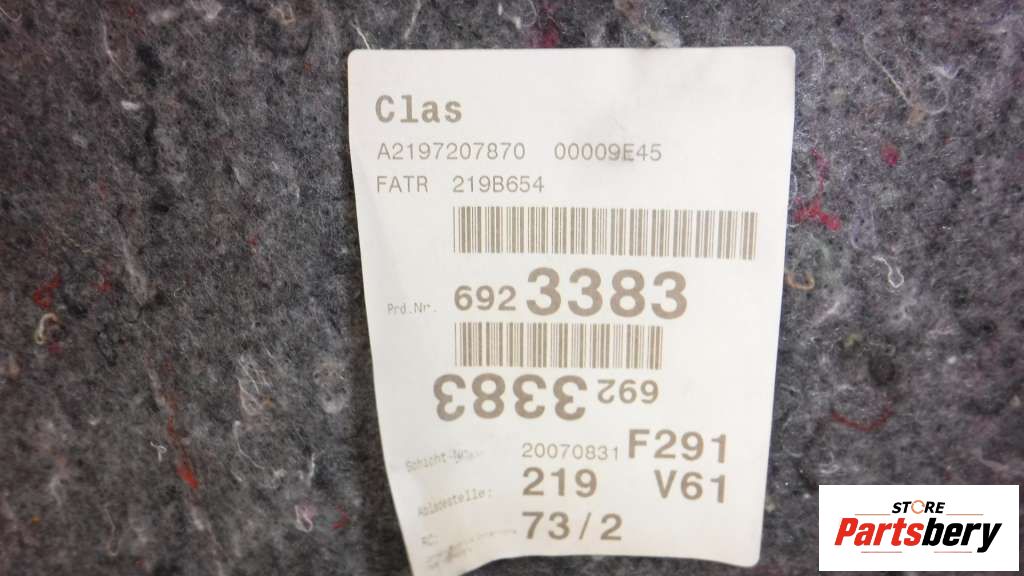 Clas
A2197207870 00009E45
FATR 219B654
Prd.Nr. 692 3383
692 3383
20070831 F291
Ablagestelle: 219 V61
73/2
STORE
Partsbery